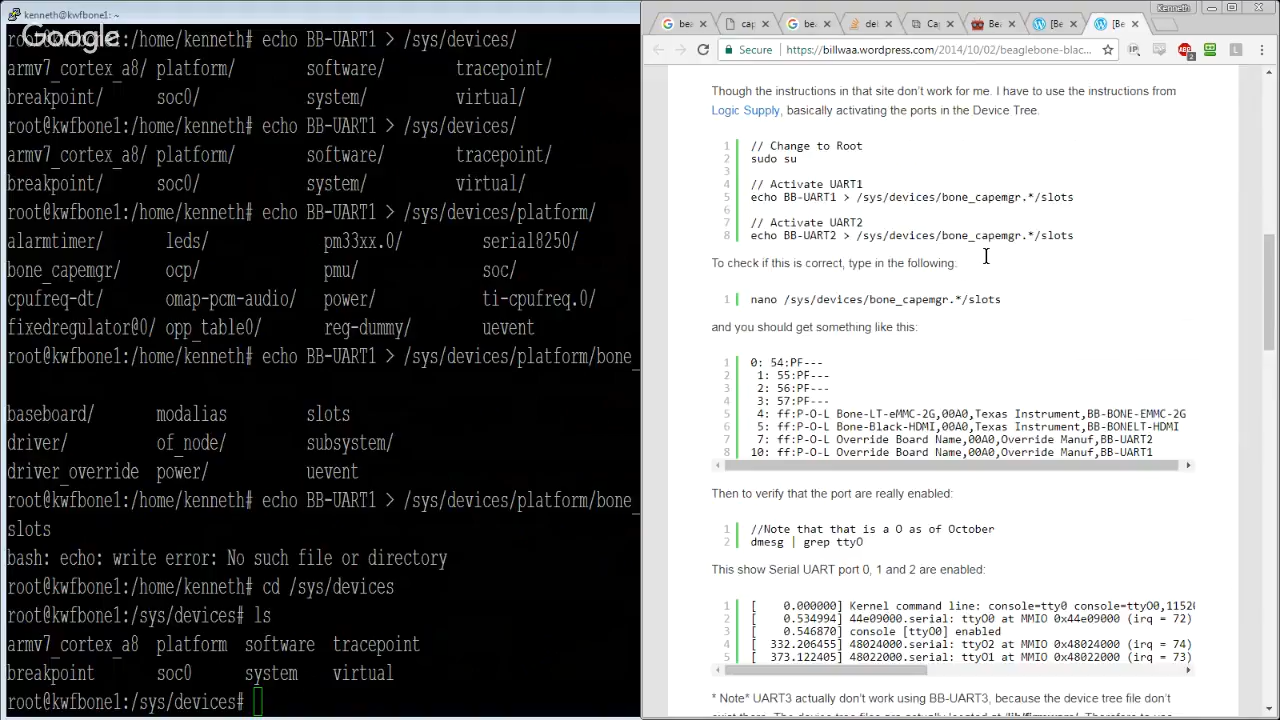 kenneth@kwfbone1: ~
Google
root@kwfbone1:/home/kenneth# echo BB-UART1 > /sys/devices/
armv7_cortex_a8/ platform/ software/ tracepoint/
breakpoint/ soc0/ system/ virtual/
root@kwfbone1:/home/kenneth# echo BB-UART1 > /sys/devices/
armv7_cortex_a8/ platform/ software/ tracepoint/
breakpoint/ soc0/ system/ virtual/
root@kwfbone1:/home/kenneth# echo BB-UART1 > /sys/devices/platform/
alarmtimer/ leds/ pm33xx.0/ serial8250/
bone_capemgr/ ocp/ pmu/ soc/
cpufreq-dt/ omap-pcm-audio/ power/ ti-cpufreq.0/
fixedregulator@0/ opp_table0/ reg-dummy/ uevent
root@kwfbone1:/home/kenneth# echo BB-UART1 > /sys/devices/platform/bone_
baseboard/ modalias slots
driver/ of_node/ subsystem/
driver_override power/ uevent
root@kwfbone1:/home/kenneth# echo BB-UART1 > /sys/devices/platform/bone_
slots
bash: echo: write error: No such file or directory
root@kwfbone1:/home/kenneth# cd /sys/devices
root@kwfbone1:/sys/devices# ls
armv7_cortex_a8 platform software tracepoint
breakpoint soc0 system virtual
root@kwfbone1:/sys/devices#
Kenneth
bea cap bea de Ca Bea [Be [Be
Secure https://billwaa.wordpress.com/2014/10/02/beaglebone-blac...
Though the instructions in that site don't work for me. I have to use the instructions from
Logic Supply, basically activating the ports in the Device Tree.
1 // Change to Root
2 sudo su
3
4 // Activate UART1
5 echo BB-UART1 > /sys/devices/bone_capemgr.*/slots
6
7 // Activate UART2
8 echo BB-UART2 > /sys/devices/bone_capemgr.*/slots
To check if this is correct, type in the following:
1 nano /sys/devices/bone_capemgr.*/slots
and you should get something like this:
1 0: 54:PF---
2 1: 55:PF---
3 2: 56:PF---
4 3: 57:PF---
5 4: ff:P-O-L Bone-LT-eMMC-2G,00A0,Texas Instrument,BB-BONE-EMMC-2G
6 5: ff:P-O-L Bone-Black-HDMI,00A0,Texas Instrument,BB-BONELT-HDMI
7 7: ff:P-O-L Override Board Name,00A0,Override Manuf,BB-UART2
8 10: ff:P-O-L Override Board Name,00A0,Override Manuf,BB-UART1
Then to verify that the port are really enabled:
1 //Note that that is a O as of October
2 dmesg | grep ttyO
This show Serial UART port 0, 1 and 2 are enabled:
1 [ 0.000000] Kernel command line: console=tty0 console=ttyO0,11520
2 [ 0.534994] 44e09000.serial: ttyO0 at MMIO 0x44e09000 (irq = 72)
3 [ 0.546870] console [ttyO0] enabled
4 [ 332.206455] 48024000.serial: ttyO2 at MMIO 0x48024000 (irq = 74)
5 [ 373.122405] 48022000.serial: ttyO1 at MMIO 0x48022000 (irq = 73)
* Note* UART3 actually don't work using BB-UART3, because the device tree file don't